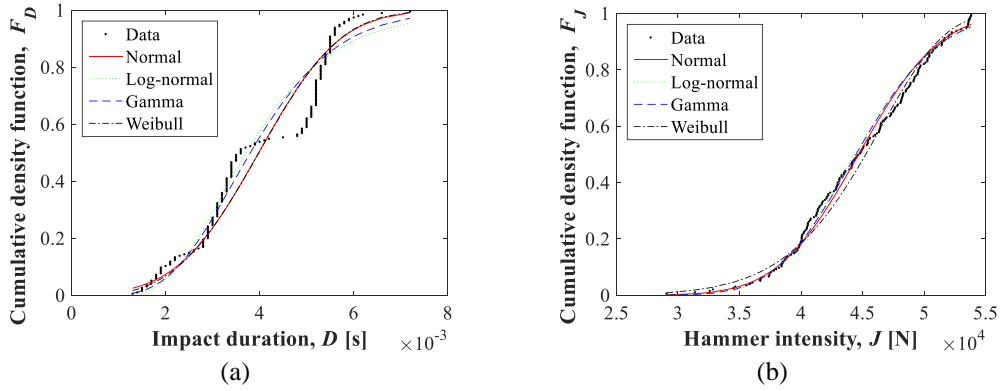 Cumulative density function, F_D
1
0.8
0.6
0.4
0.2
0
Data
Normal
Log-normal
Gamma
Weibull
0 2 4 6 8
Impact duration, D [s] ×10⁻³
(a)
Cumulative density function, F_J
1
0.8
0.6
0.4
0.2
0
Data
Normal
Log-normal
Gamma
Weibull
2.5 3 3.5 4 4.5 5 5.5
Hammer intensity, J [N] ×10⁴
(b)